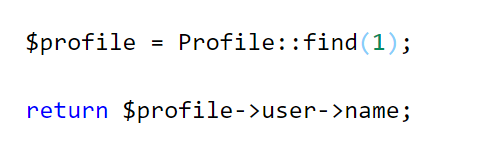 $profile = Profile::find(1);
return $profile->user->name;